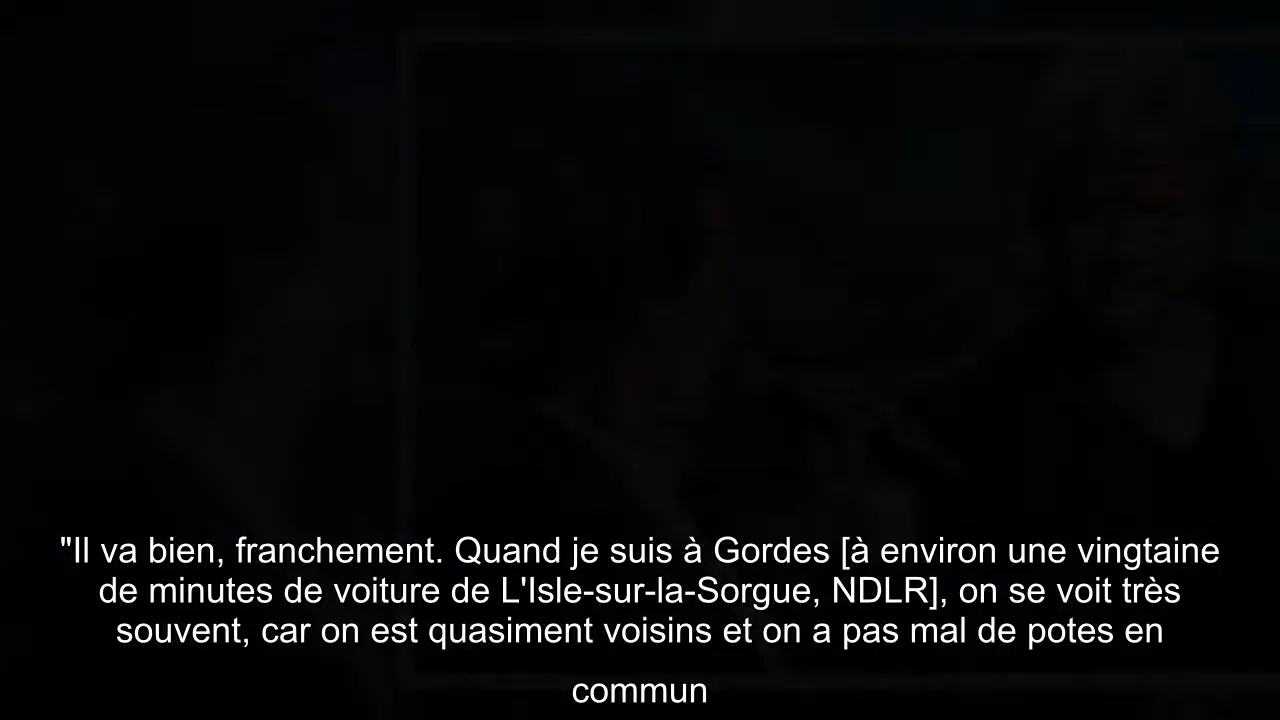 "Il va bien, franchement. Quand je suis à Gordes [à environ une vingtaine
de minutes de voiture de L'Isle-sur-la-Sorgue, NDLR], on se voit très
souvent, car on est quasiment voisins et on a pas mal de potes en
commun